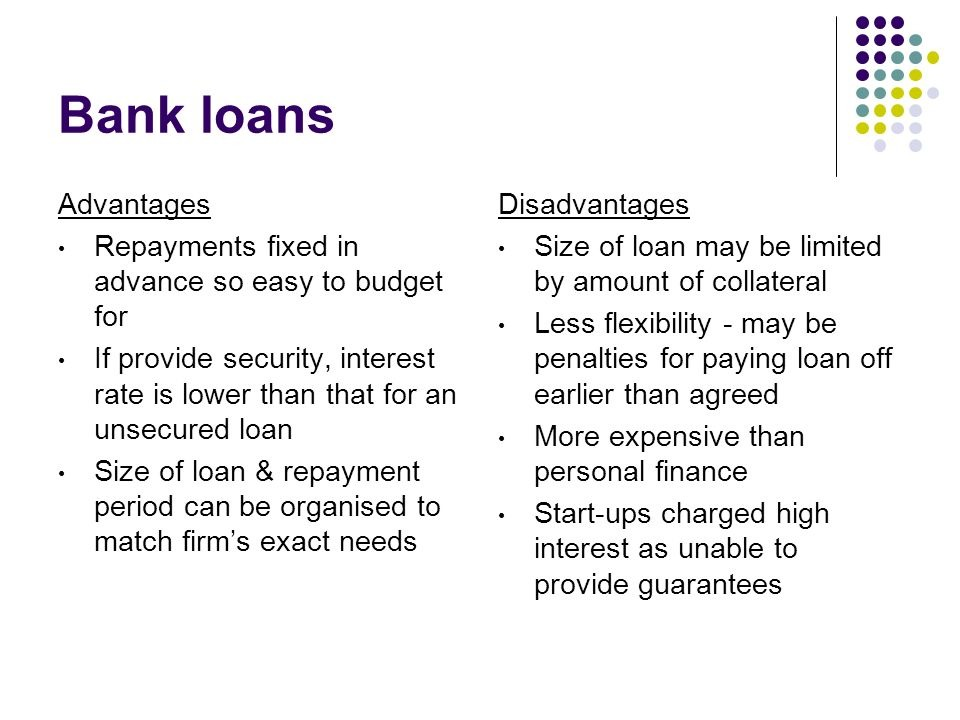 Bank loans
Advantages
• Repayments fixed in
advance so easy to budget
for
• If provide security, interest
rate is lower than that for an
unsecured loan
• Size of loan & repayment
period can be organised to
match firm’s exact needs
Disadvantages
• Size of loan may be limited
by amount of collateral
• Less flexibility - may be
penalties for paying loan off
earlier than agreed
• More expensive than
personal finance
• Start-ups charged high
interest as unable to
provide guarantees